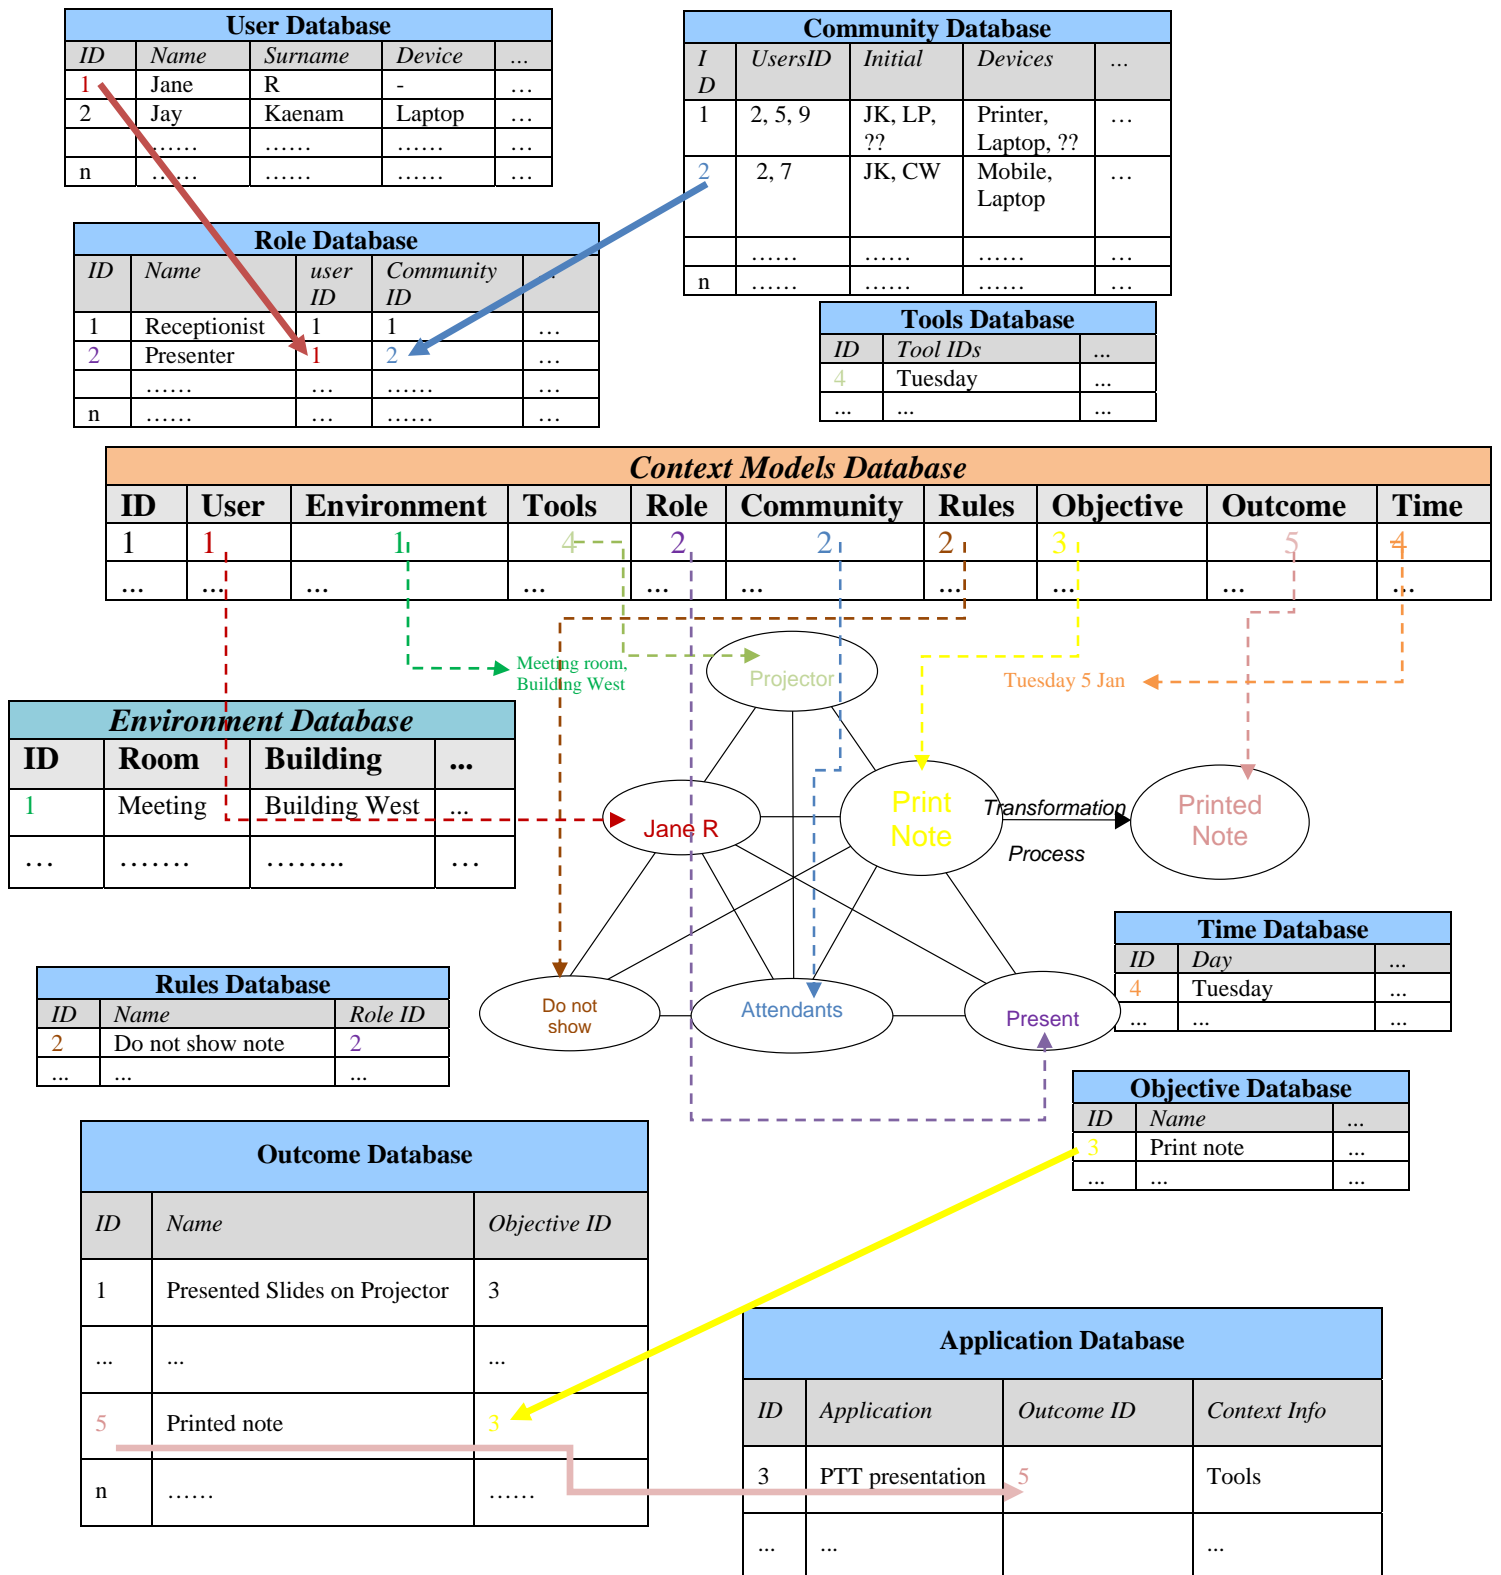 User Database
ID Name Surname Device ...
1 Jane R - …
2 Jay Kaenam Laptop …
…… …… …… …
n …… …… …… …
Community Database
I
D UsersID Initial Devices …
1 2, 5, 9 JK, LP, Printer, …
?? Laptop, ??
2 2, 7 JK, CW Mobile, …
Laptop
…… …… …… …
n …… …… …… …
Role Database
ID Name user Community …
ID ID
1 Receptionist 1 1 …
2 Presenter 1 2 …
…… … …… …
n …… … …… …
Tools Database
ID Tool IDs ...
4 Tuesday ...
... ... ...
Context Models Database
ID User Environment Tools Role Community Rules Objective Outcome Time
1 1 1 4 2 2 2 3 5 4
... ... ... ... ... ... ... ... ... ...
Meeting room,
Building West
Projector
Tuesday 5 Jan
Environment Database
ID Room Building ...
1 Meeting Building West ...
… ……. …….. …
Jane R
Print
Note
Transformation
Process
Printed
Note
Do not
show
Attendants
Present
Time Database
ID Day ...
4 Tuesday ...
... ... ...
Rules Database
ID Name Role ID
2 Do not show note 2
... ... ...
Objective Database
ID Name ...
3 Print note ...
... ... ...
Outcome Database
ID Name Objective ID
1 Presented Slides on Projector 3
... ... ...
5 Printed note 3
n …… ……
Application Database
ID Application Outcome ID Context Info
3 PTT presentation 5 Tools
... ... ...